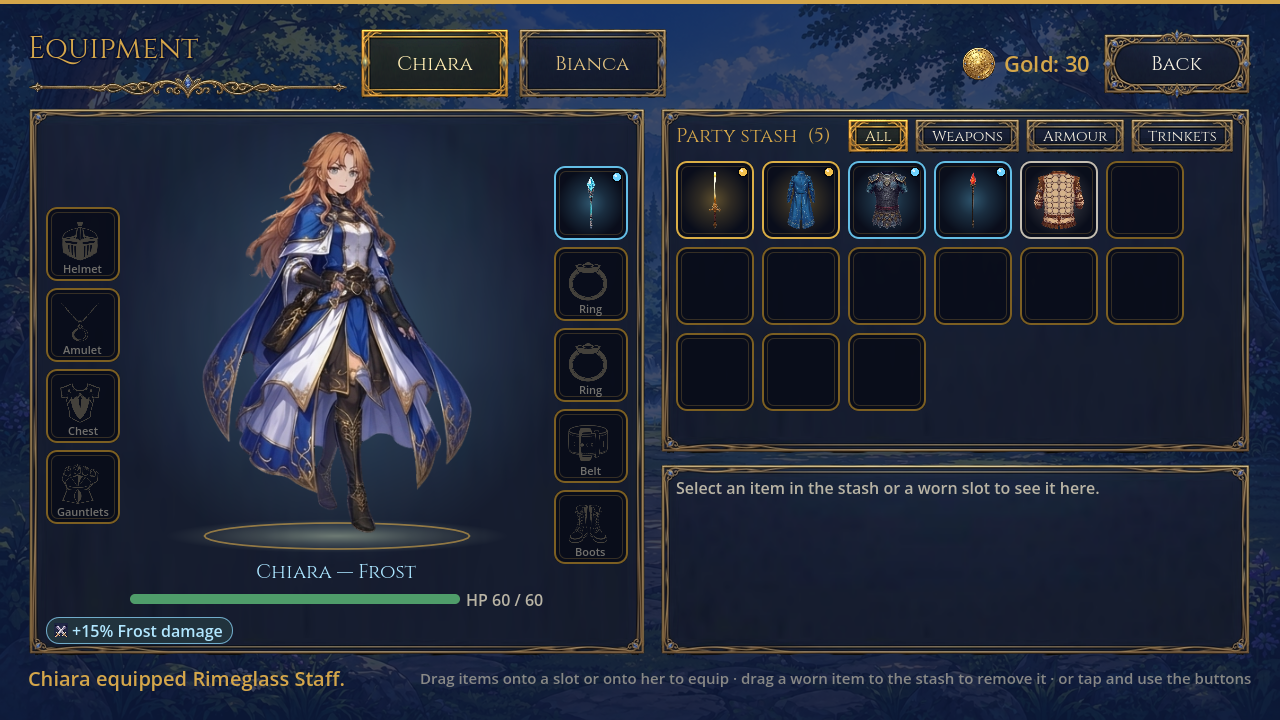 Equipment
Chiara
Bianca
Gold: 30
Back
Party stash (5)
All
Weapons
Armour
Trinkets
Helmet
Amulet
Chest
Gauntlets
Ring
Ring
Belt
Boots
Chiara — Frost
HP 60 / 60
+15% Frost damage
Select an item in the stash or a worn slot to see it here.
Chiara equipped Rimeglass Staff.
Drag items onto a slot or onto her to equip · drag a worn item to the stash to remove it · or tap and use the buttons